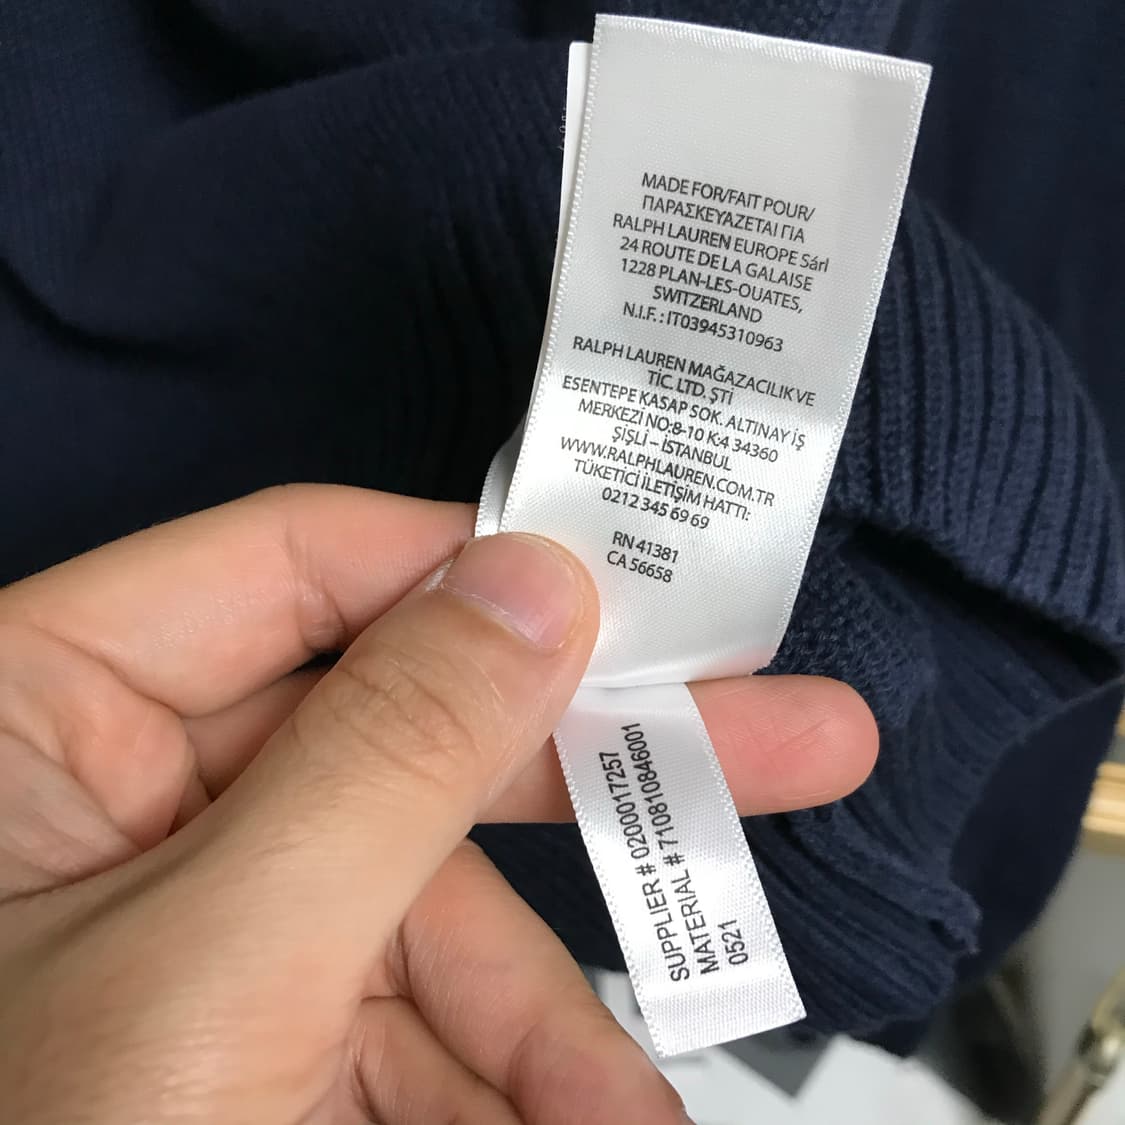 MADE FOR/FAIT POUR/
ΠΑΡΑΣΚΕΥΑΖΕΤΑΙ ΓΙΑ
RALPH LAUREN EUROPE Sárl
24 ROUTE DE LA GALAISE
1228 PLAN-LES-OUATES,
SWITZERLAND
N.I.F. : IT03945310963
RALPH LAUREN MAĞAZACILIK VE
TİC. LTD. ŞTİ
ESENTEPE KASAP SOK. ALTINAY İŞ
MERKEZİ NO:8-10 K:4 34360
ŞİŞLİ – İSTANBUL
WWW.RALPHLAUREN.COM.TR
TÜKETİCİ İLETİŞİM HATTI:
0212 345 69 69
RN 41381
CA 56658
SUPPLIER # 0200017257
MATERIAL # 710810846001
0521